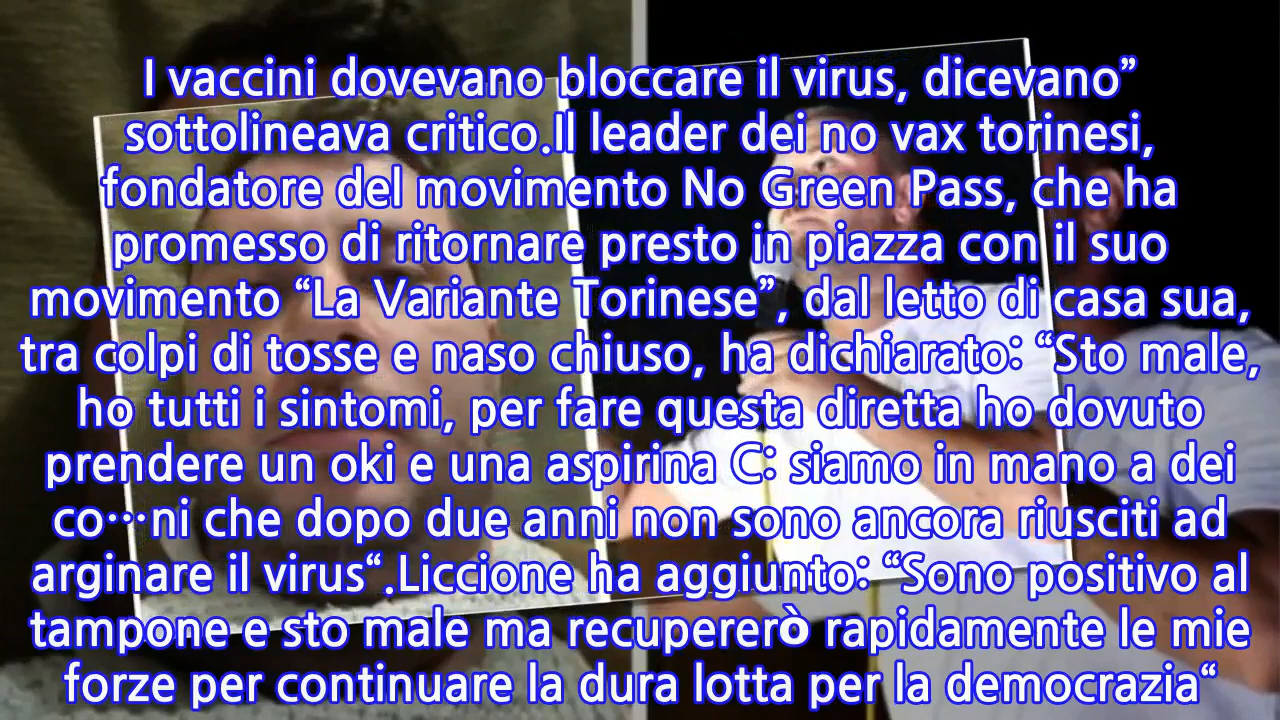 I vaccini dovevano bloccare il virus, dicevano”
sottolineava critico.Il leader dei no vax torinesi,
fondatore del movimento No Green Pass, che ha
promesso di ritornare presto in piazza con il suo
movimento “La Variante Torinese”, dal letto di casa sua,
tra colpi di tosse e naso chiuso, ha dichiarato: “Sto male,
ho tutti i sintomi, per fare questa diretta ho dovuto
prendere un oki e una aspirina C: siamo in mano a dei
co…ni che dopo due anni non sono ancora riusciti ad
arginare il virus“.Liccione ha aggiunto: “Sono positivo al
tampone e sto male ma recupererò rapidamente le mie
forze per continuare la dura lotta per la democrazia“